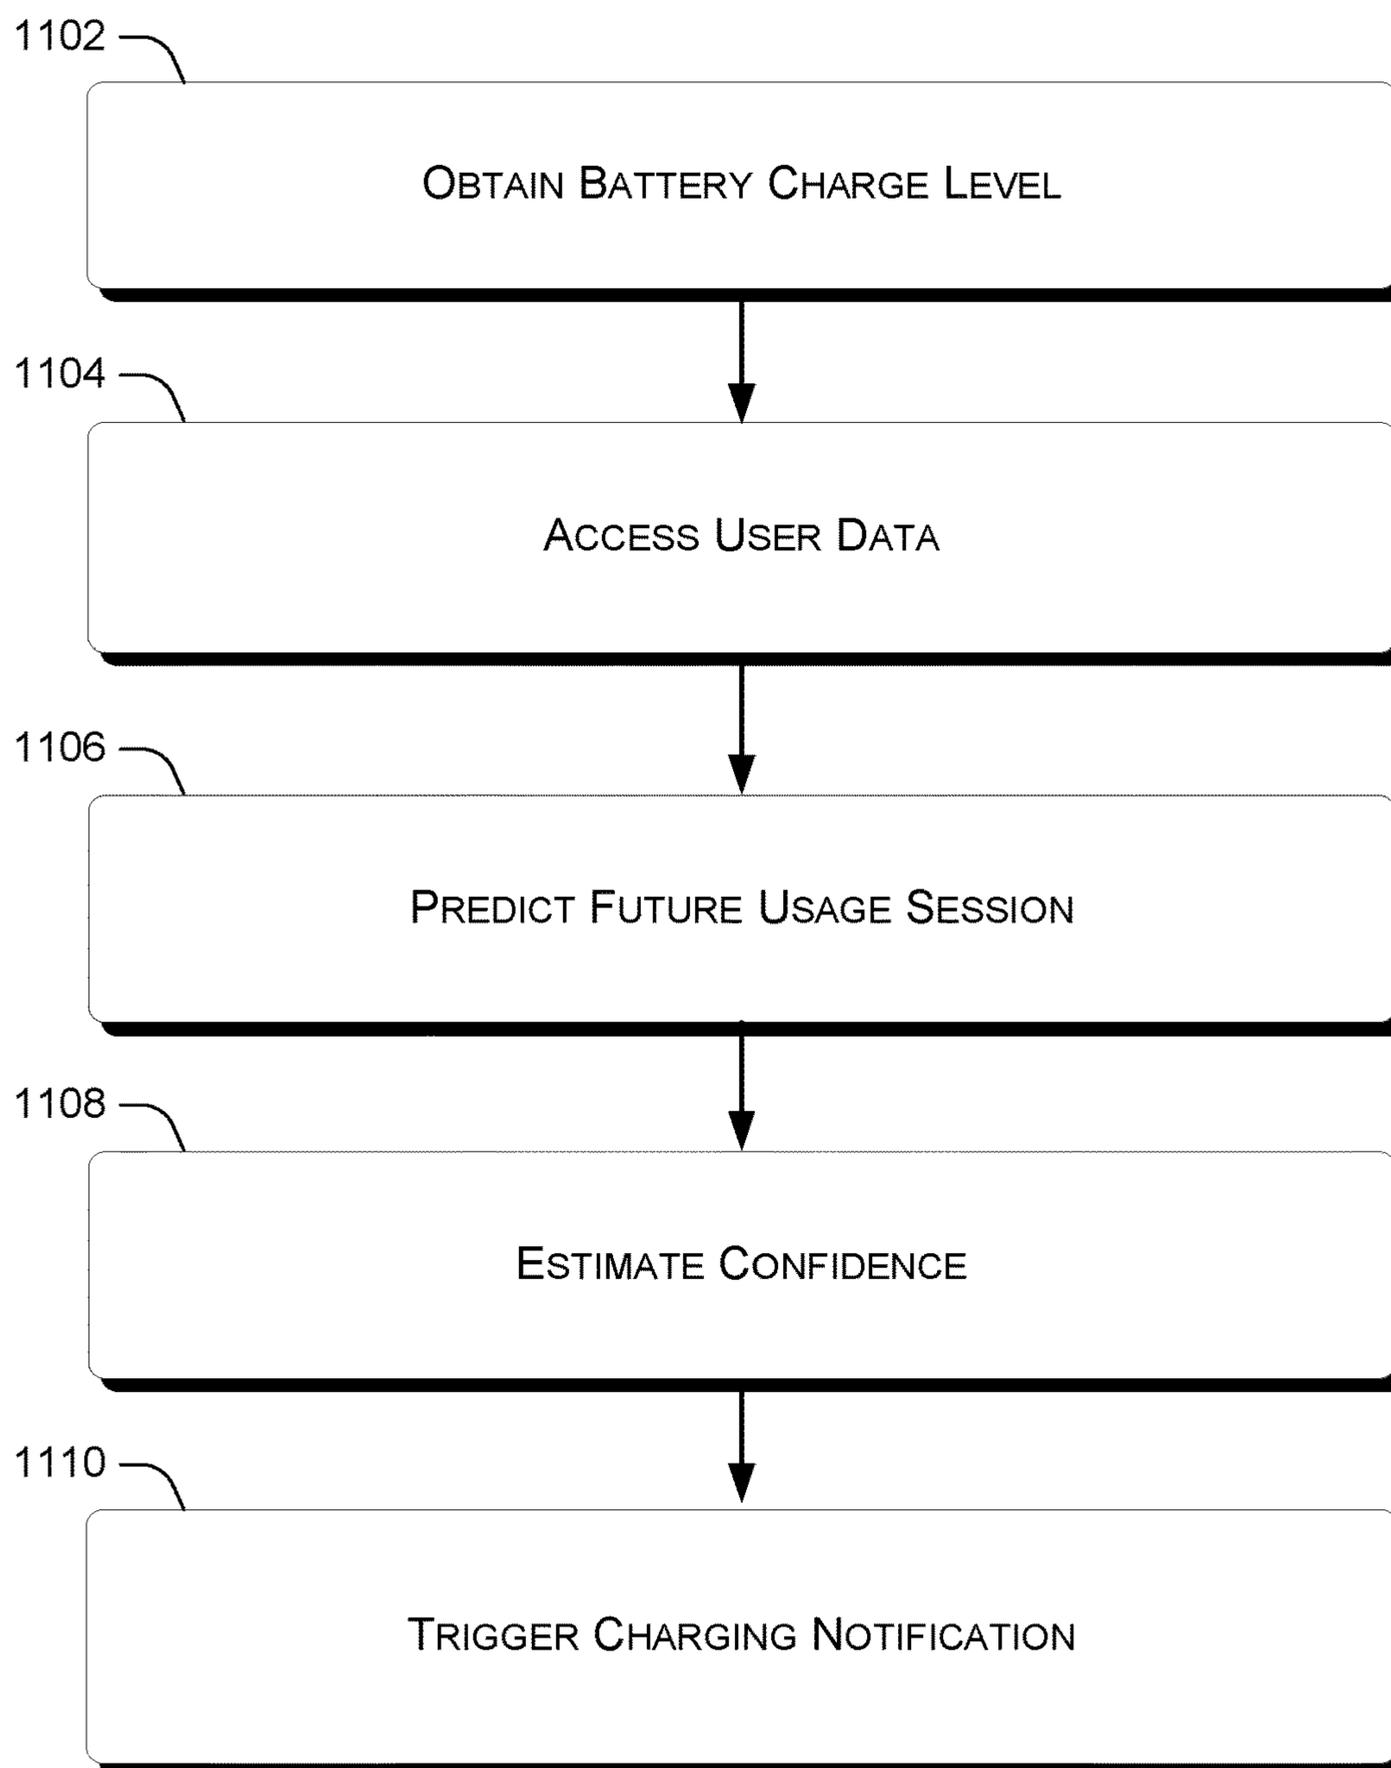 1102
OBTAIN BATTERY CHARGE LEVEL
1104
ACCESS USER DATA
1106
PREDICT FUTURE USAGE SESSION
1108
ESTIMATE CONFIDENCE
1110
TRIGGER CHARGING NOTIFICATION